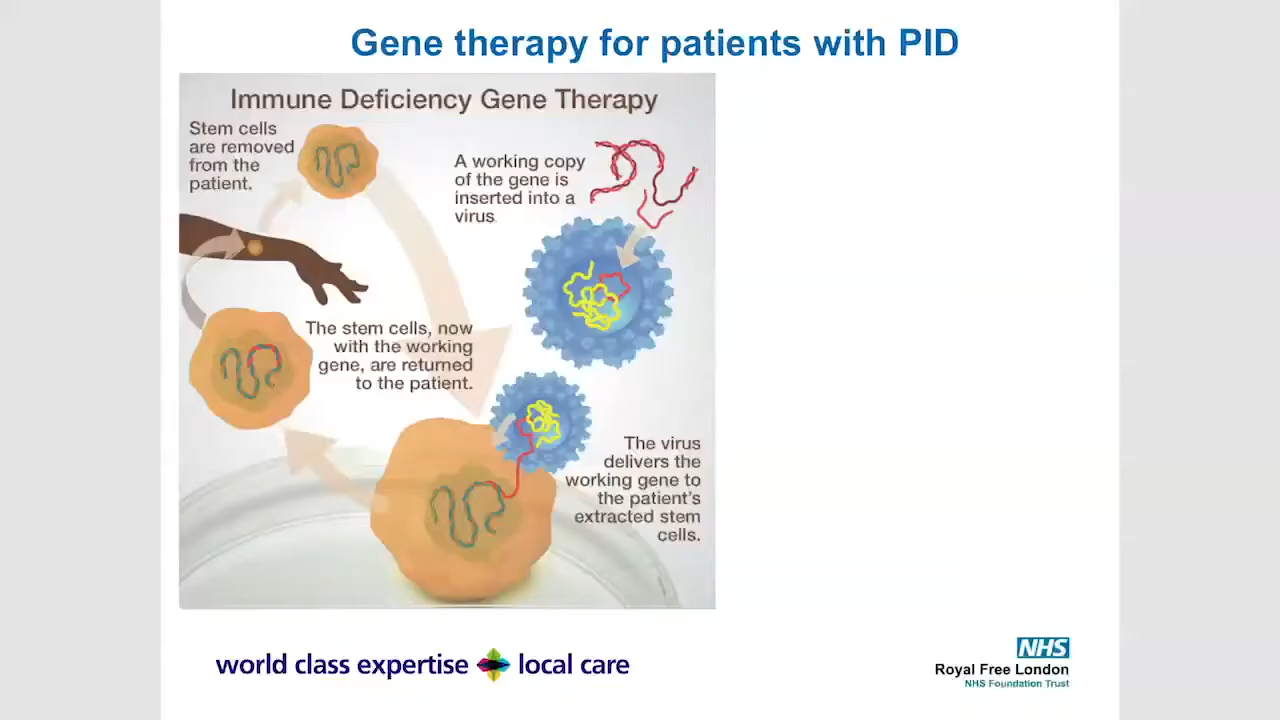 Gene therapy for patients with PID
Immune Deficiency Gene Therapy
Stem cells
are removed
from the
patient.
A working copy
of the gene is
inserted into a
virus
The stem cells, now
with the working
gene, are returned
to the patient.
The virus
delivers the
working gene to
the patient's
extracted stem
cells.
world class expertise local care
NHS
Royal Free London
NHS Foundation Trust